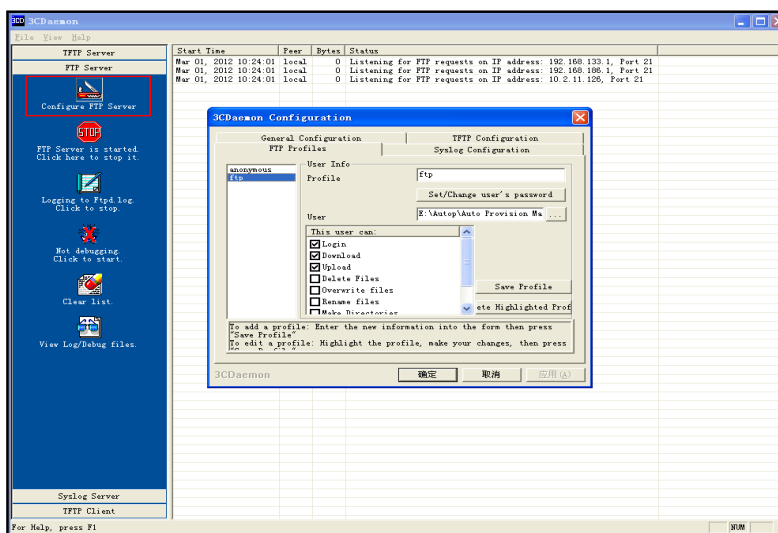 3CD 3CDaemon
File View Help
TFTP Server
FTP Server
Configure FTP Server
STOP
FTP Server is started.
Click here to stop it.
Logging to Ftpd.log.
Click to stop.
Not debugging.
Click to start.
Clear list.
View Log/Debug files.
Syslog Server
TFTP Client
Start Time Peer Bytes Status
Mar 01, 2012 10:24:01 local 0 Listening for FTP requests on IP address: 192.168.133.1, Port 21
Mar 01, 2012 10:24:01 local 0 Listening for FTP requests on IP address: 192.168.186.1, Port 21
Mar 01, 2012 10:24:01 local 0 Listening for FTP requests on IP address: 10.2.11.126, Port 21
3CDaemon Configuration
General Configuration TFTP Configuration
FTP Profiles Syslog Configuration
anonymous
ftp
User Info
Profile ftp
Set/Change user's password
User E:\Autop\Auto Provision Ma ...
This user can:
Login
Download
Upload
Delete Files
Overwrite files
Rename files
Make Directories
Save Profile
ete Highlighted Prof
To add a profile: Enter the new information into the form then press
"Save Profile"
To edit a profile: Highlight the profile, make your changes, then press
3CDaemon 确定 取消 应用(A)
For Help, press F1 NUM